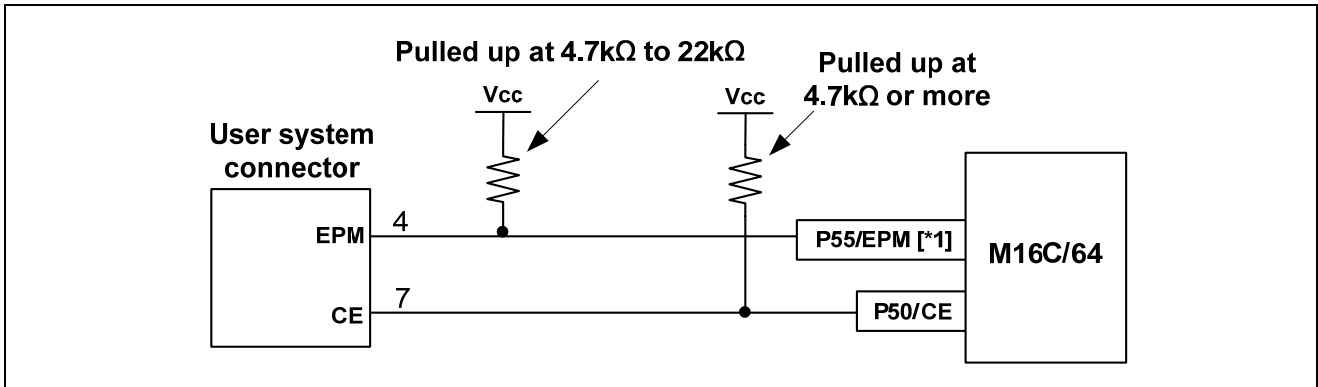 Pulled up at 4.7kΩ to 22kΩ
Pulled up at
4.7kΩ or more
Vcc
Vcc
User system
connector
EPM
4
P55/EPM [*1]
M16C/64
CE
7
P50/CE